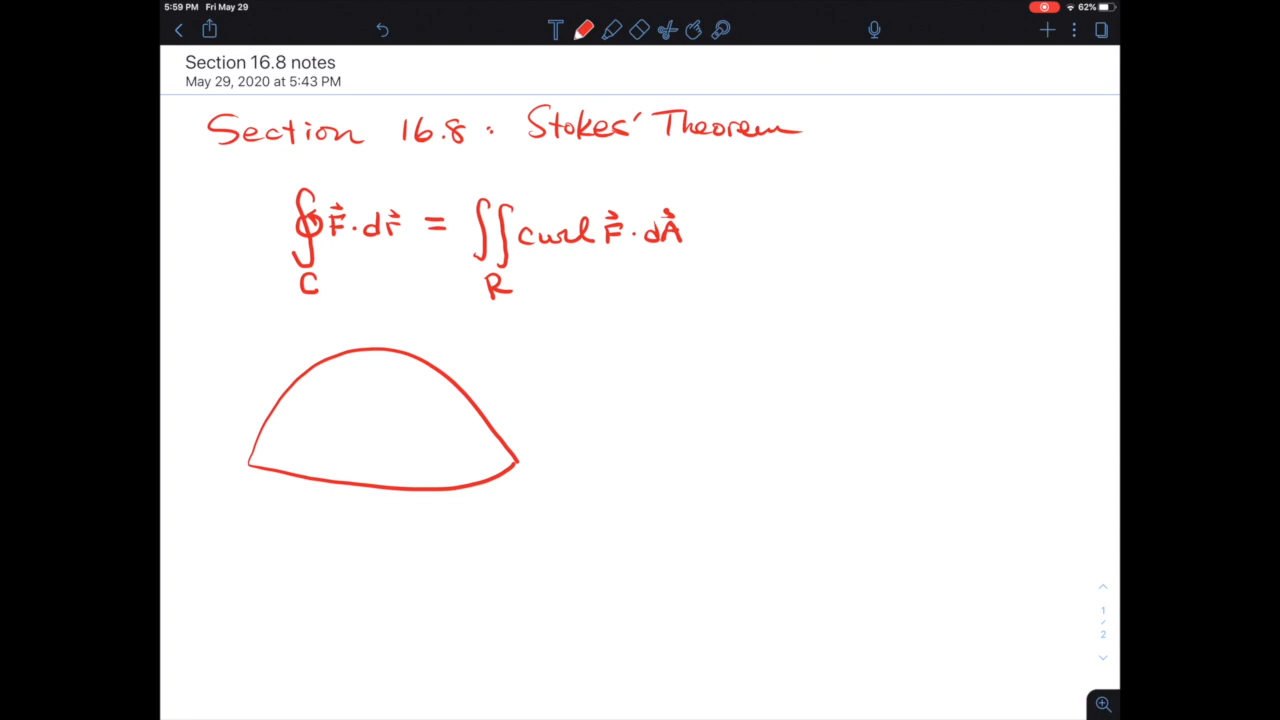 5:59 PM Fri May 29
62%
T
Section 16.8 notes
May 29, 2020 at 5:43 PM
Section 16.8 : Stokes' Theorem
∮ F⃗ · dr⃗ = ∬ curl F⃗ · dA⃗
C R
1
/
2